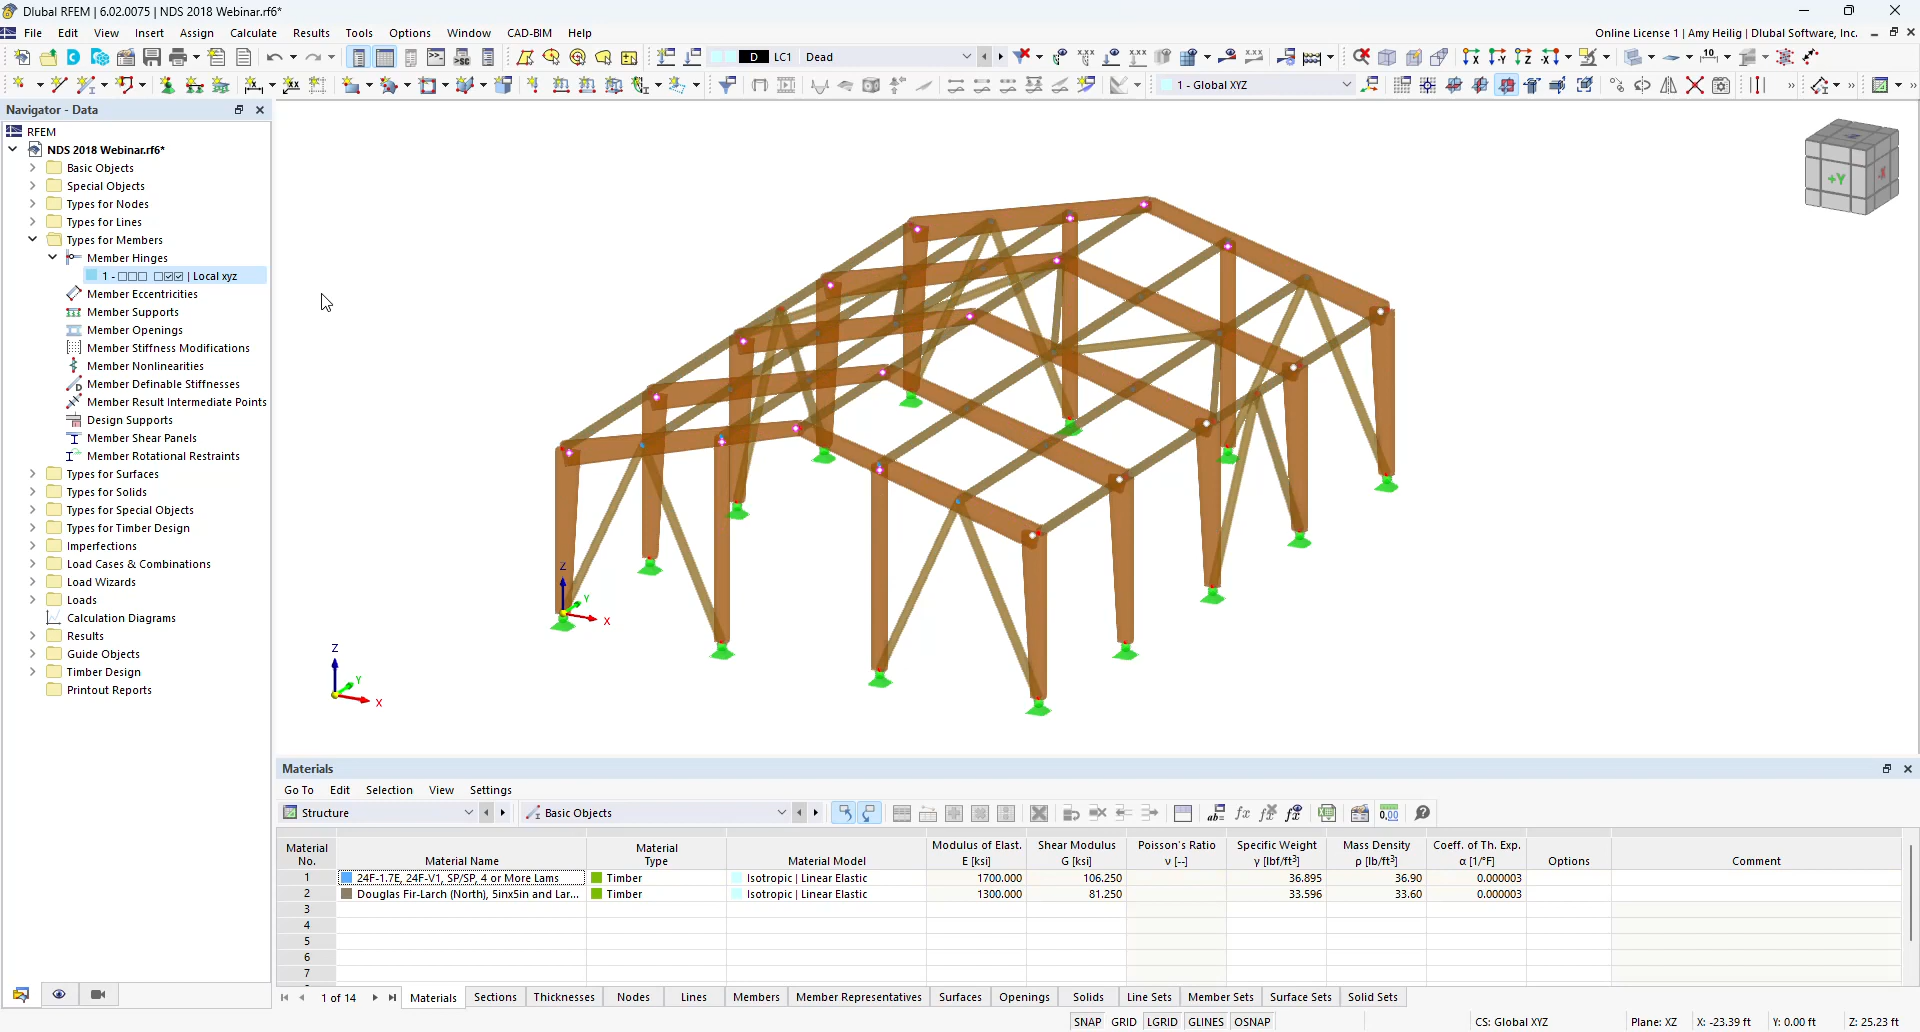 Dlubal RFEM | 6.02.0075 | NDS 2018 Webinar.rf6*
File Edit View Insert Assign Calculate Results Tools Options Window CAD-BIM Help
Online License 1 | Amy Heilig | Dlubal Software, Inc.
D LC1 Dead
1 - Global XYZ
Navigator - Data
RFEM
NDS 2018 Webinar.rf6*
Basic Objects
Special Objects
Types for Nodes
Types for Lines
Types for Members
Member Hinges
1 - | Local xyz
Member Eccentricities
Member Supports
Member Openings
Member Stiffness Modifications
Member Nonlinearities
Member Definable Stiffnesses
Member Result Intermediate Points
Design Supports
Member Shear Panels
Member Rotational Restraints
Types for Surfaces
Types for Solids
Types for Special Objects
Types for Timber Design
Imperfections
Load Cases & Combinations
Load Wizards
Loads
Calculation Diagrams
Results
Guide Objects
Timber Design
Printout Reports
+Y
-X
Z
Y
X
Z
Y
X
Materials
Go To Edit Selection View Settings
Structure Basic Objects
Material No. Material Name Material Type Material Model Modulus of Elast. E [ksi] Shear Modulus G [ksi] Poisson's Ratio ν [--] Specific Weight γ [lbf/ft³] Mass Density ρ [lb/ft³] Coeff. of Th. Exp. α [1/°F] Options Comment
1 24F-1.7E, 24F-V1, SP/SP, 4 or More Lams Timber Isotropic | Linear Elastic 1700.000 106.250 36.895 36.90 0.000003
2 Douglas Fir-Larch (North), 5inx5in and Lar... Timber Isotropic | Linear Elastic 1300.000 81.250 33.596 33.60 0.000003
3
4
5
6
7
1 of 14 Materials Sections Thicknesses Nodes Lines Members Member Representatives Surfaces Openings Solids Line Sets Member Sets Surface Sets Solid Sets
SNAP GRID LGRID GLINES OSNAP CS: Global XYZ Plane: XZ X: -23.39 ft Y: 0.00 ft Z: 25.23 ft